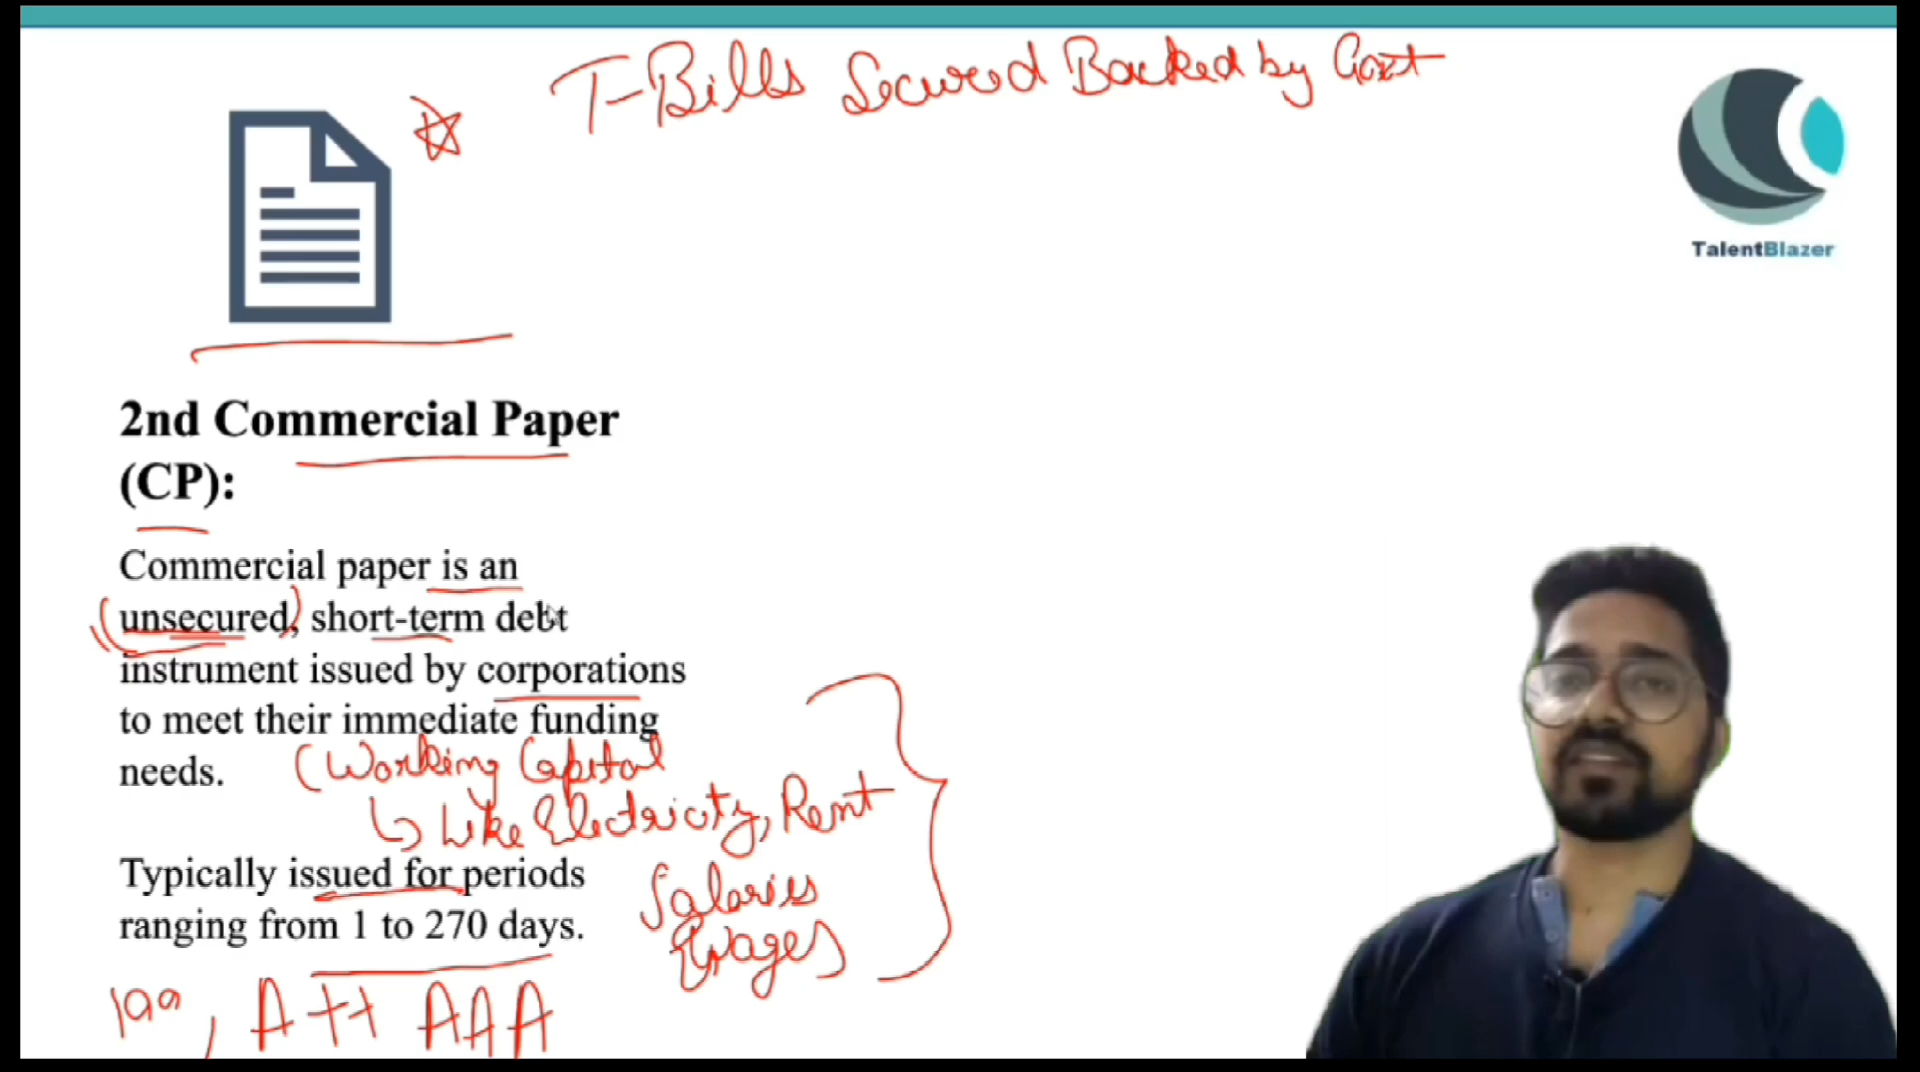 T-Bills Secured Backed by Govt
TalentBlazer
2nd Commercial Paper
(CP):
Commercial paper is an
unsecured, short-term debt
instrument issued by corporations
to meet their immediate funding
needs.
(Working Capital
Like Electricity, Rent
Salaries
Wages
Typically issued for periods
ranging from 1 to 270 days.
A++ AAA